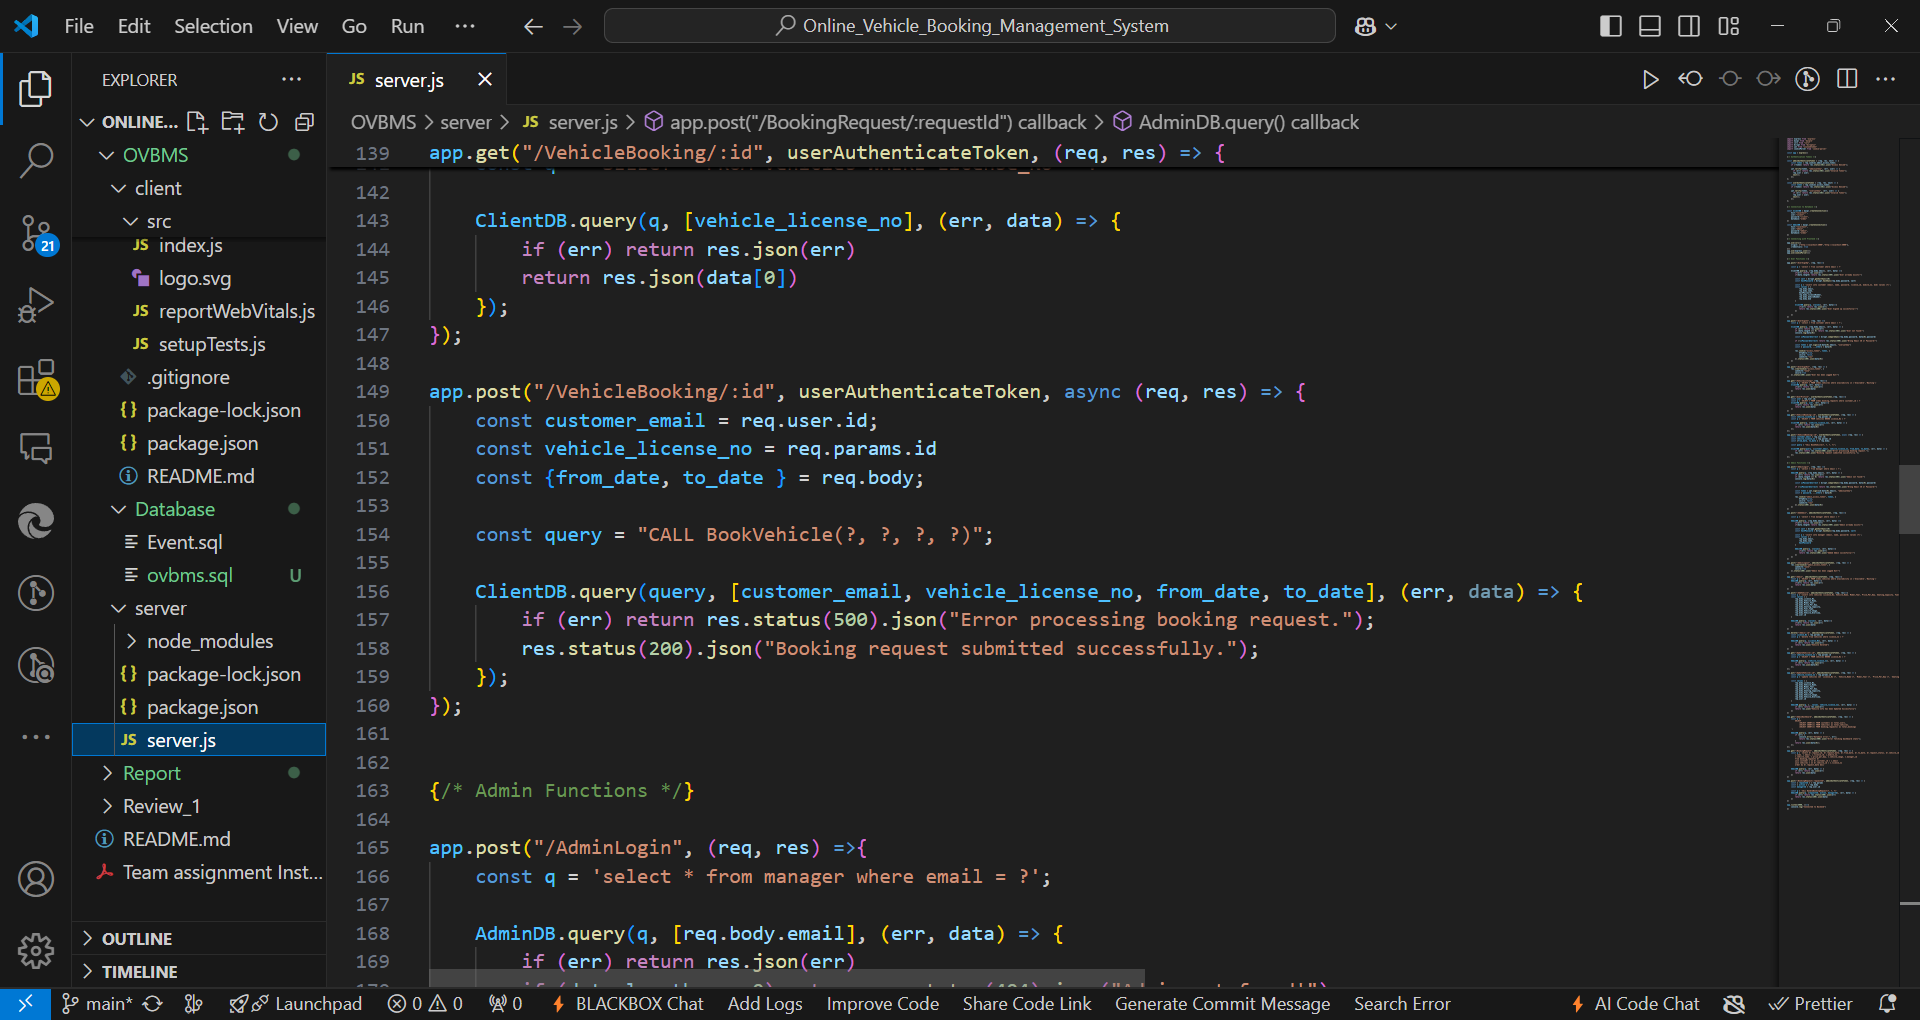 File Edit Selection View Go Run ··· Online_Vehicle_Booking_Management_System
EXPLORER ···
ONLINE...
OVBMS
client
src
JS index.js
logo.svg
JS reportWebVitals.js
JS setupTests.js
.gitignore
{} package-lock.json
{} package.json
README.md
Database
Event.sql
ovbms.sql U
server
node_modules
{} package-lock.json
{} package.json
JS server.js
Report
Review_1
README.md
Team assignment Inst...
OUTLINE
TIMELINE
21
JS server.js
OVBMS > server > JS server.js > app.post("/BookingRequest/:requestId") callback > AdminDB.query() callback
139 app.get("/VehicleBooking/:id", userAuthenticateToken, (req, res) => {
142
143 ClientDB.query(q, [vehicle_license_no], (err, data) => {
144 if (err) return res.json(err)
145 return res.json(data[0])
146 });
147 });
148
149 app.post("/VehicleBooking/:id", userAuthenticateToken, async (req, res) => {
150 const customer_email = req.user.id;
151 const vehicle_license_no = req.params.id
152 const {from_date, to_date } = req.body;
153
154 const query = "CALL BookVehicle(?, ?, ?, ?)";
155
156 ClientDB.query(query, [customer_email, vehicle_license_no, from_date, to_date], (err, data) => {
157 if (err) return res.status(500).json("Error processing booking request.");
158 res.status(200).json("Booking request submitted successfully.");
159 });
160 });
161
162
163 {/* Admin Functions */}
164
165 app.post("/AdminLogin", (req, res) =>{
166 const q = 'select * from manager where email = ?';
167
168 AdminDB.query(q, [req.body.email], (err, data) => {
169 if (err) return res.json(err)
main* Launchpad 0 0 0 BLACKBOX Chat Add Logs Improve Code Share Code Link Generate Commit Message Search Error AI Code Chat Prettier